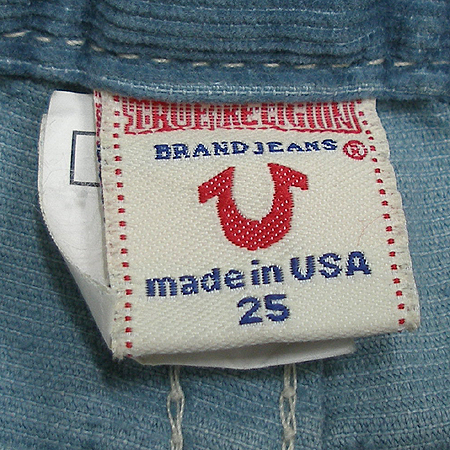 TRUE RELIGION
BRAND JEANS ®
made in USA
25